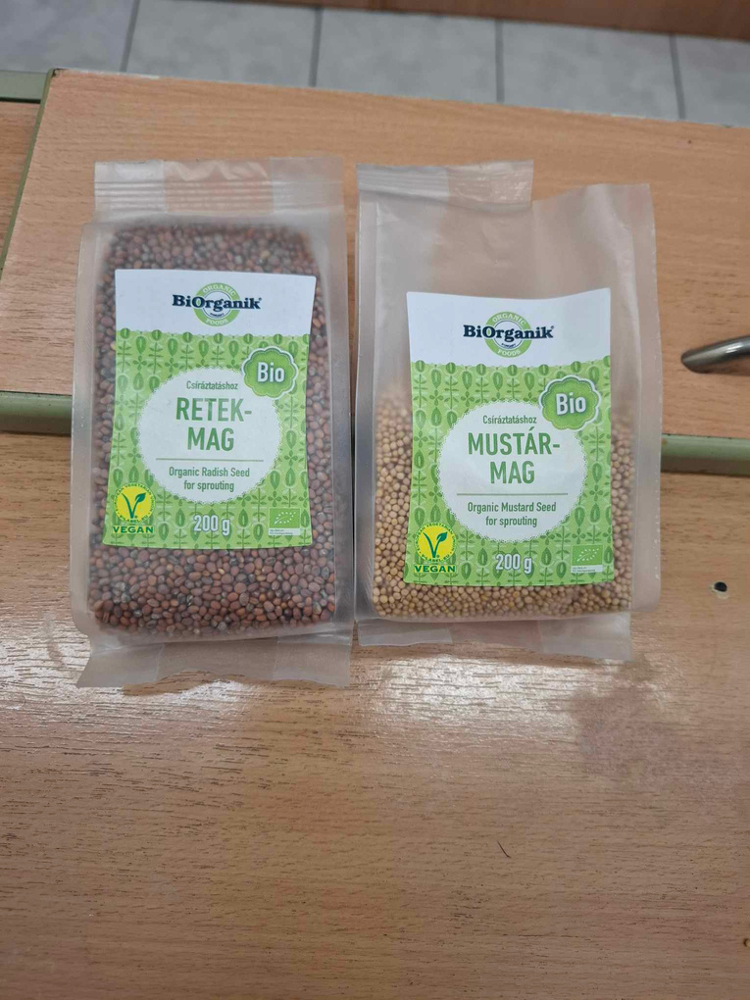 ORGANIC
BiOrganik®
FOODS
Bio
Csíráztatáshoz
RETEK-
MAG
Organic Radish Seed
for sprouting
VEGAN
200 g
ORGANIC
BiOrganik®
FOODS
Bio
Csíráztatáshoz
MUSTÁR-
MAG
Organic Mustard Seed
for sprouting
VEGAN
200 g